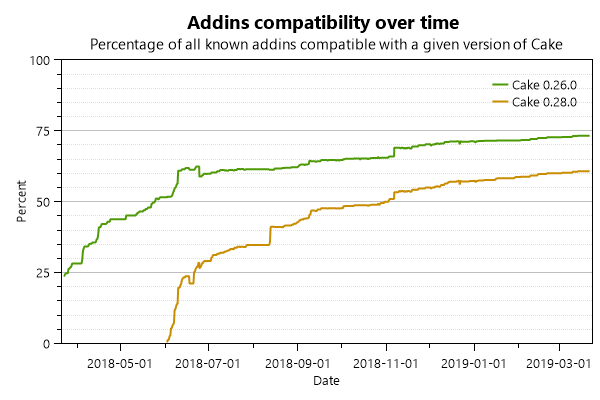 Addins compatibility over time
Percentage of all known addins compatible with a given version of Cake
100
75
50
25
0
Percent
Cake 0.26.0
Cake 0.28.0
2018-05-01
2018-07-01
2018-09-01
2018-11-01
2019-01-01
2019-03-01
Date